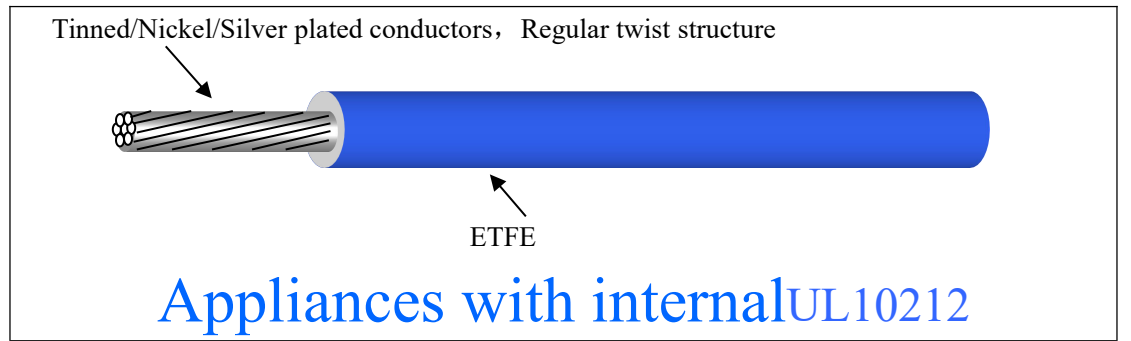 Tinned/Nickel/Silver plated conductors，Regular twist structure
ETFE
Appliances with internalUL10212